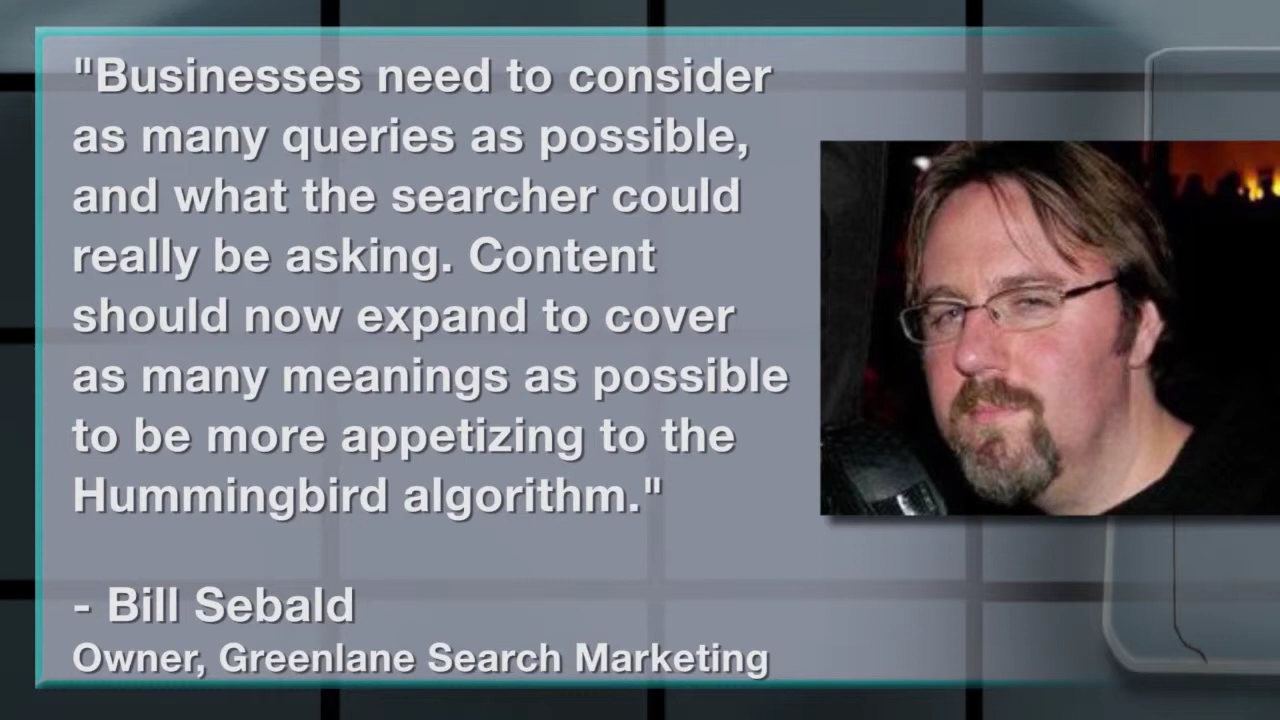 "Businesses need to consider
as many queries as possible,
and what the searcher could
really be asking. Content
should now expand to cover
as many meanings as possible
to be more appetizing to the
Hummingbird algorithm."
- Bill Sebald
Owner, Greenlane Search Marketing